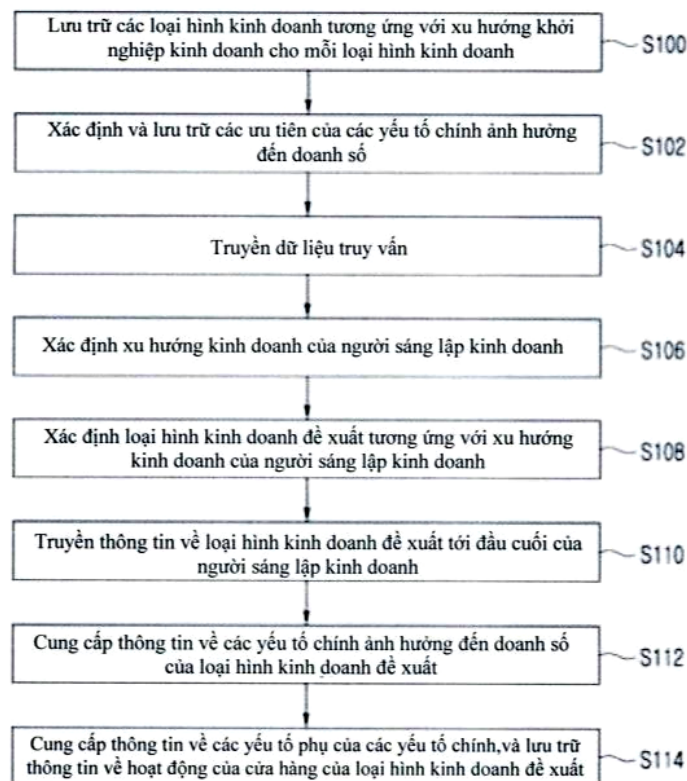 Lưu trữ các loại hình kinh doanh tương ứng với xu hướng khởi
nghiệp kinh doanh cho mỗi loại hình kinh doanh
S100
Xác định và lưu trữ các ưu tiên của các yếu tố chính ảnh hưởng
đến doanh số
S102
Truyền dữ liệu truy vấn
S104
Xác định xu hướng kinh doanh của người sáng lập kinh doanh
S106
Xác định loại hình kinh doanh đề xuất tương ứng với xu hướng
kinh doanh của người sáng lập kinh doanh
S108
Truyền thông tin về loại hình kinh doanh đề xuất tới đầu cuối của
người sáng lập kinh doanh
S110
Cung cấp thông tin về các yếu tố chính ảnh hưởng đến doanh số
của loại hình kinh doanh đề xuất
S112
Cung cấp thông tin về các yếu tố phụ của các yếu tố chính,và lưu trữ
thông tin về hoạt động của cửa hàng của loại hình kinh doanh đề xuất
S114